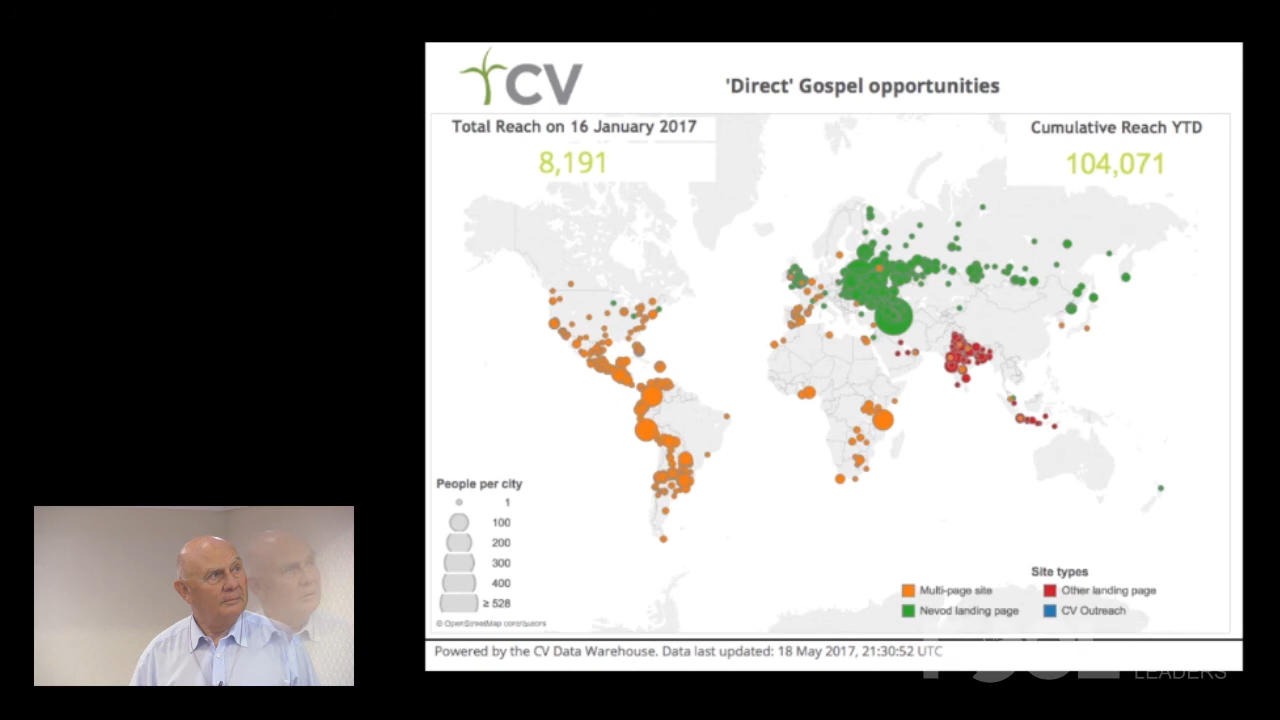 CV
'Direct' Gospel opportunities
Total Reach on 16 January 2017
8,191
Cumulative Reach YTD
104,071
People per city
1
100
200
300
400
≥ 528
© OpenStreetMap contributors
Site types
Multi-page site
Other landing page
Nevod landing page
CV Outreach
Powered by the CV Data Warehouse. Data last updated: 18 May 2017, 21:30:52 UTC
LEADERS